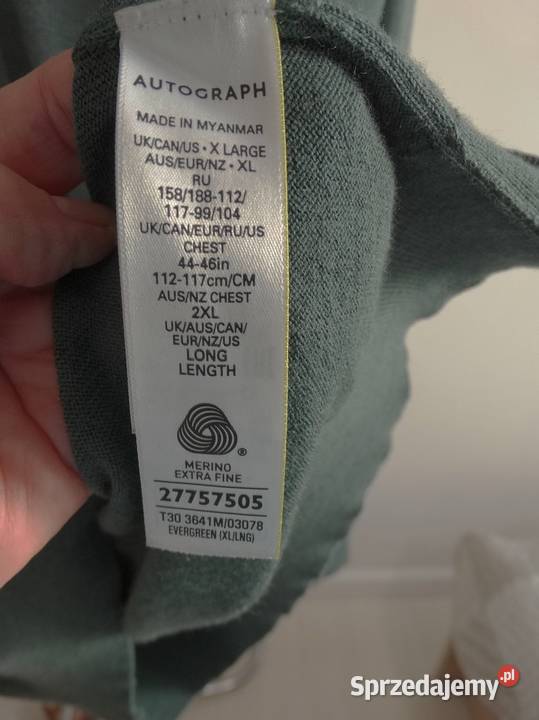 AUTOGRAPH
MADE IN MYANMAR
UK/CAN/US • X LARGE
AUS/EUR/NZ • XL
RU
158/188-112/
117-99/104
UK/CAN/EUR/RU/US
CHEST
44-46in
112-117cm/CM
AUS/NZ CHEST
2XL
UK/AUS/CAN/
EUR/NZ/US
LONG
LENGTH
®
MERINO
EXTRA FINE
27757505
T30 3641M/03078
EVERGREEN (XL/LNG)
Sprzedajemy.pl